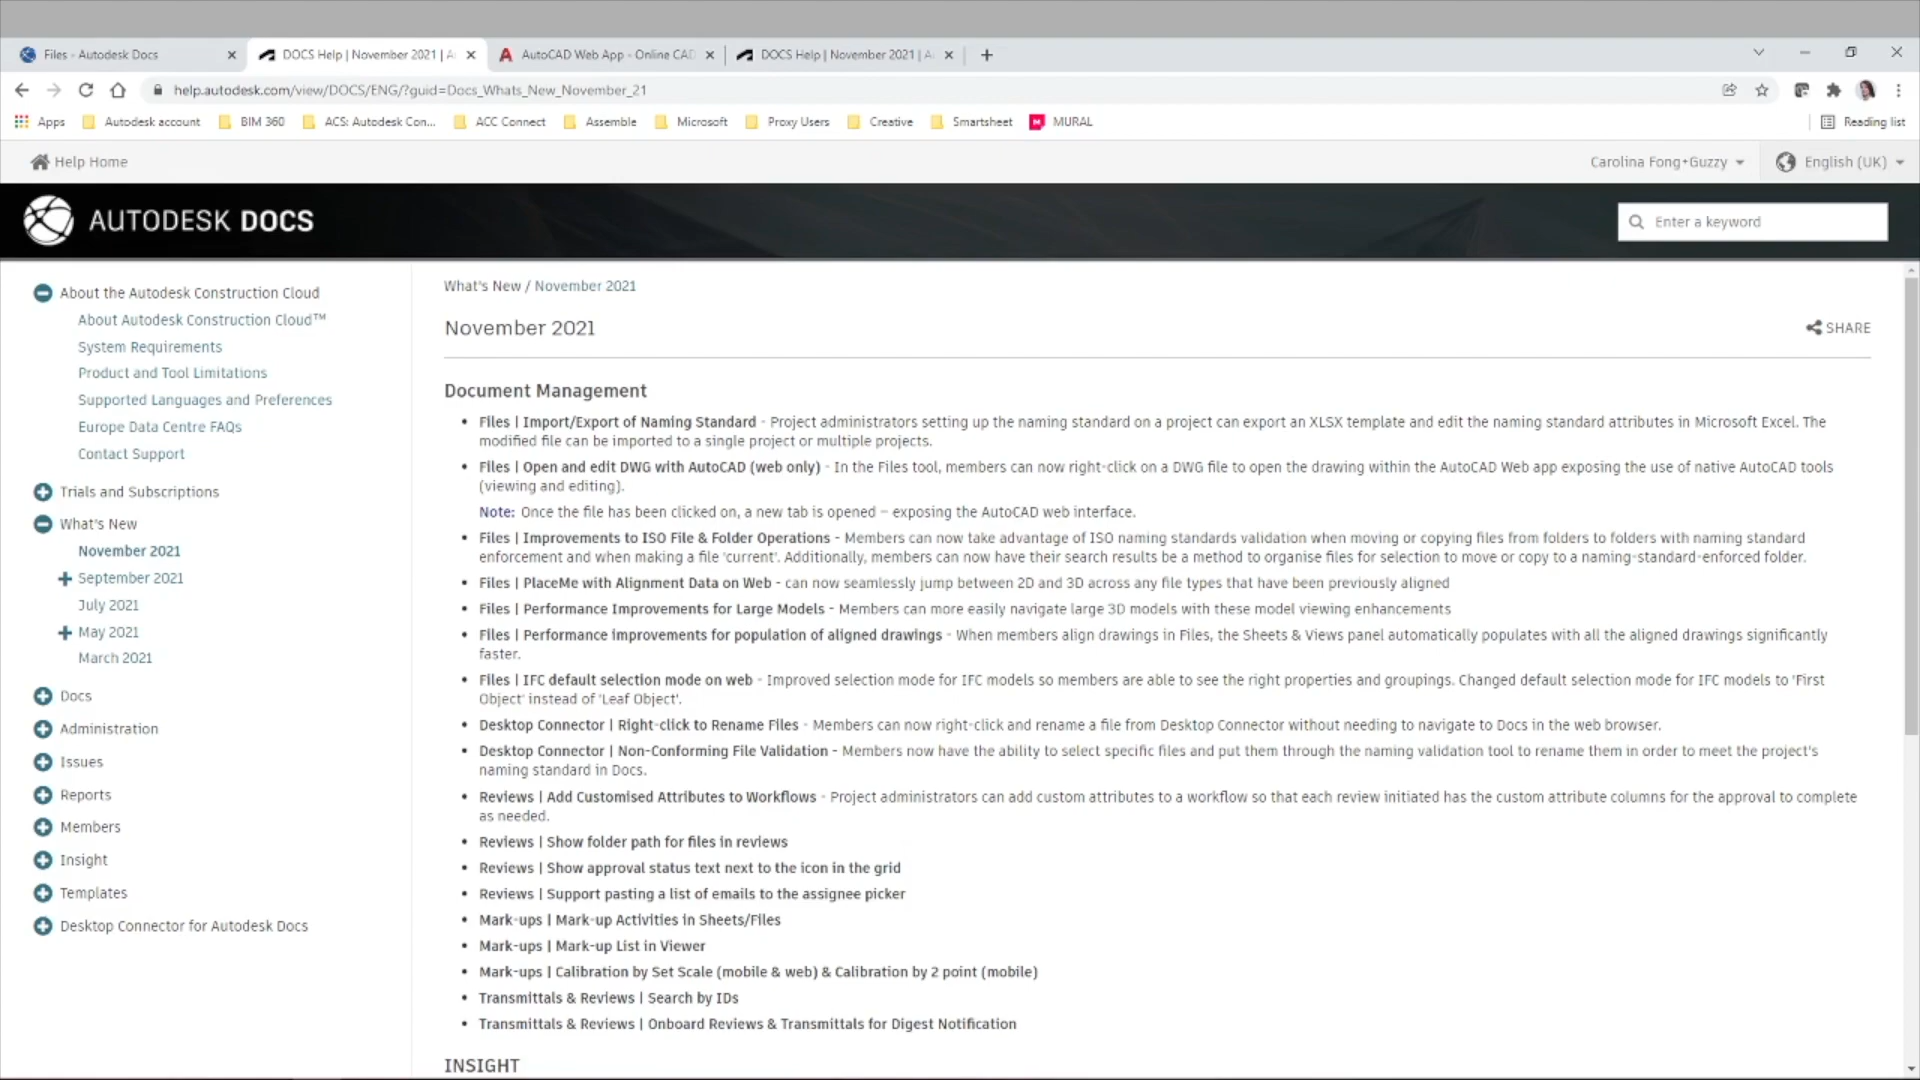 Files - Autodesk Docs
DOCS Help | November 2021 | A
AutoCAD Web App - Online CAD
DOCS Help | November 2021 | A
help.autodesk.com/view/DOCS/ENG/?guid=Docs_Whats_New_November_21
Apps
Autodesk account
BIM 360
ACS: Autodesk Con...
ACC Connect
Assemble
Microsoft
Proxy Users
Creative
Smartsheet
MURAL
Reading list
Help Home
Carolina Fong+Guzzy
English (UK)
AUTODESK DOCS
Enter a keyword
About the Autodesk Construction Cloud
About Autodesk Construction Cloud™
System Requirements
Product and Tool Limitations
Supported Languages and Preferences
Europe Data Centre FAQs
Contact Support
Trials and Subscriptions
What's New
November 2021
September 2021
July 2021
May 2021
March 2021
Docs
Administration
Issues
Reports
Members
Insight
Templates
Desktop Connector for Autodesk Docs
What's New / November 2021
November 2021
SHARE
Document Management
• Files | Import/Export of Naming Standard - Project administrators setting up the naming standard on a project can export an XLSX template and edit the naming standard attributes in Microsoft Excel. The
modified file can be imported to a single project or multiple projects.
• Files | Open and edit DWG with AutoCAD (web only) - In the Files tool, members can now right-click on a DWG file to open the drawing within the AutoCAD Web app exposing the use of native AutoCAD tools
(viewing and editing).
Note: Once the file has been clicked on, a new tab is opened – exposing the AutoCAD web interface.
• Files | Improvements to ISO File & Folder Operations - Members can now take advantage of ISO naming standards validation when moving or copying files from folders to folders with naming standard
enforcement and when making a file 'current'. Additionally, members can now have their search results be a method to organise files for selection to move or copy to a naming-standard-enforced folder.
• Files | PlaceMe with Alignment Data on Web - can now seamlessly jump between 2D and 3D across any file types that have been previously aligned
• Files | Performance Improvements for Large Models - Members can more easily navigate large 3D models with these model viewing enhancements
• Files | Performance improvements for population of aligned drawings - When members align drawings in Files, the Sheets & Views panel automatically populates with all the aligned drawings significantly
faster.
• Files | IFC default selection mode on web - Improved selection mode for IFC models so members are able to see the right properties and groupings. Changed default selection mode for IFC models to 'First
Object' instead of 'Leaf Object'.
• Desktop Connector | Right-click to Rename Files - Members can now right-click and rename a file from Desktop Connector without needing to navigate to Docs in the web browser.
• Desktop Connector | Non-Conforming File Validation - Members now have the ability to select specific files and put them through the naming validation tool to rename them in order to meet the project's
naming standard in Docs.
• Reviews | Add Customised Attributes to Workflows - Project administrators can add custom attributes to a workflow so that each review initiated has the custom attribute columns for the approval to complete
as needed.
• Reviews | Show folder path for files in reviews
• Reviews | Show approval status text next to the icon in the grid
• Reviews | Support pasting a list of emails to the assignee picker
• Mark-ups | Mark-up Activities in Sheets/Files
• Mark-ups | Mark-up List in Viewer
• Mark-ups | Calibration by Set Scale (mobile & web) & Calibration by 2 point (mobile)
• Transmittals & Reviews | Search by IDs
• Transmittals & Reviews | Onboard Reviews & Transmittals for Digest Notification
INSIGHT